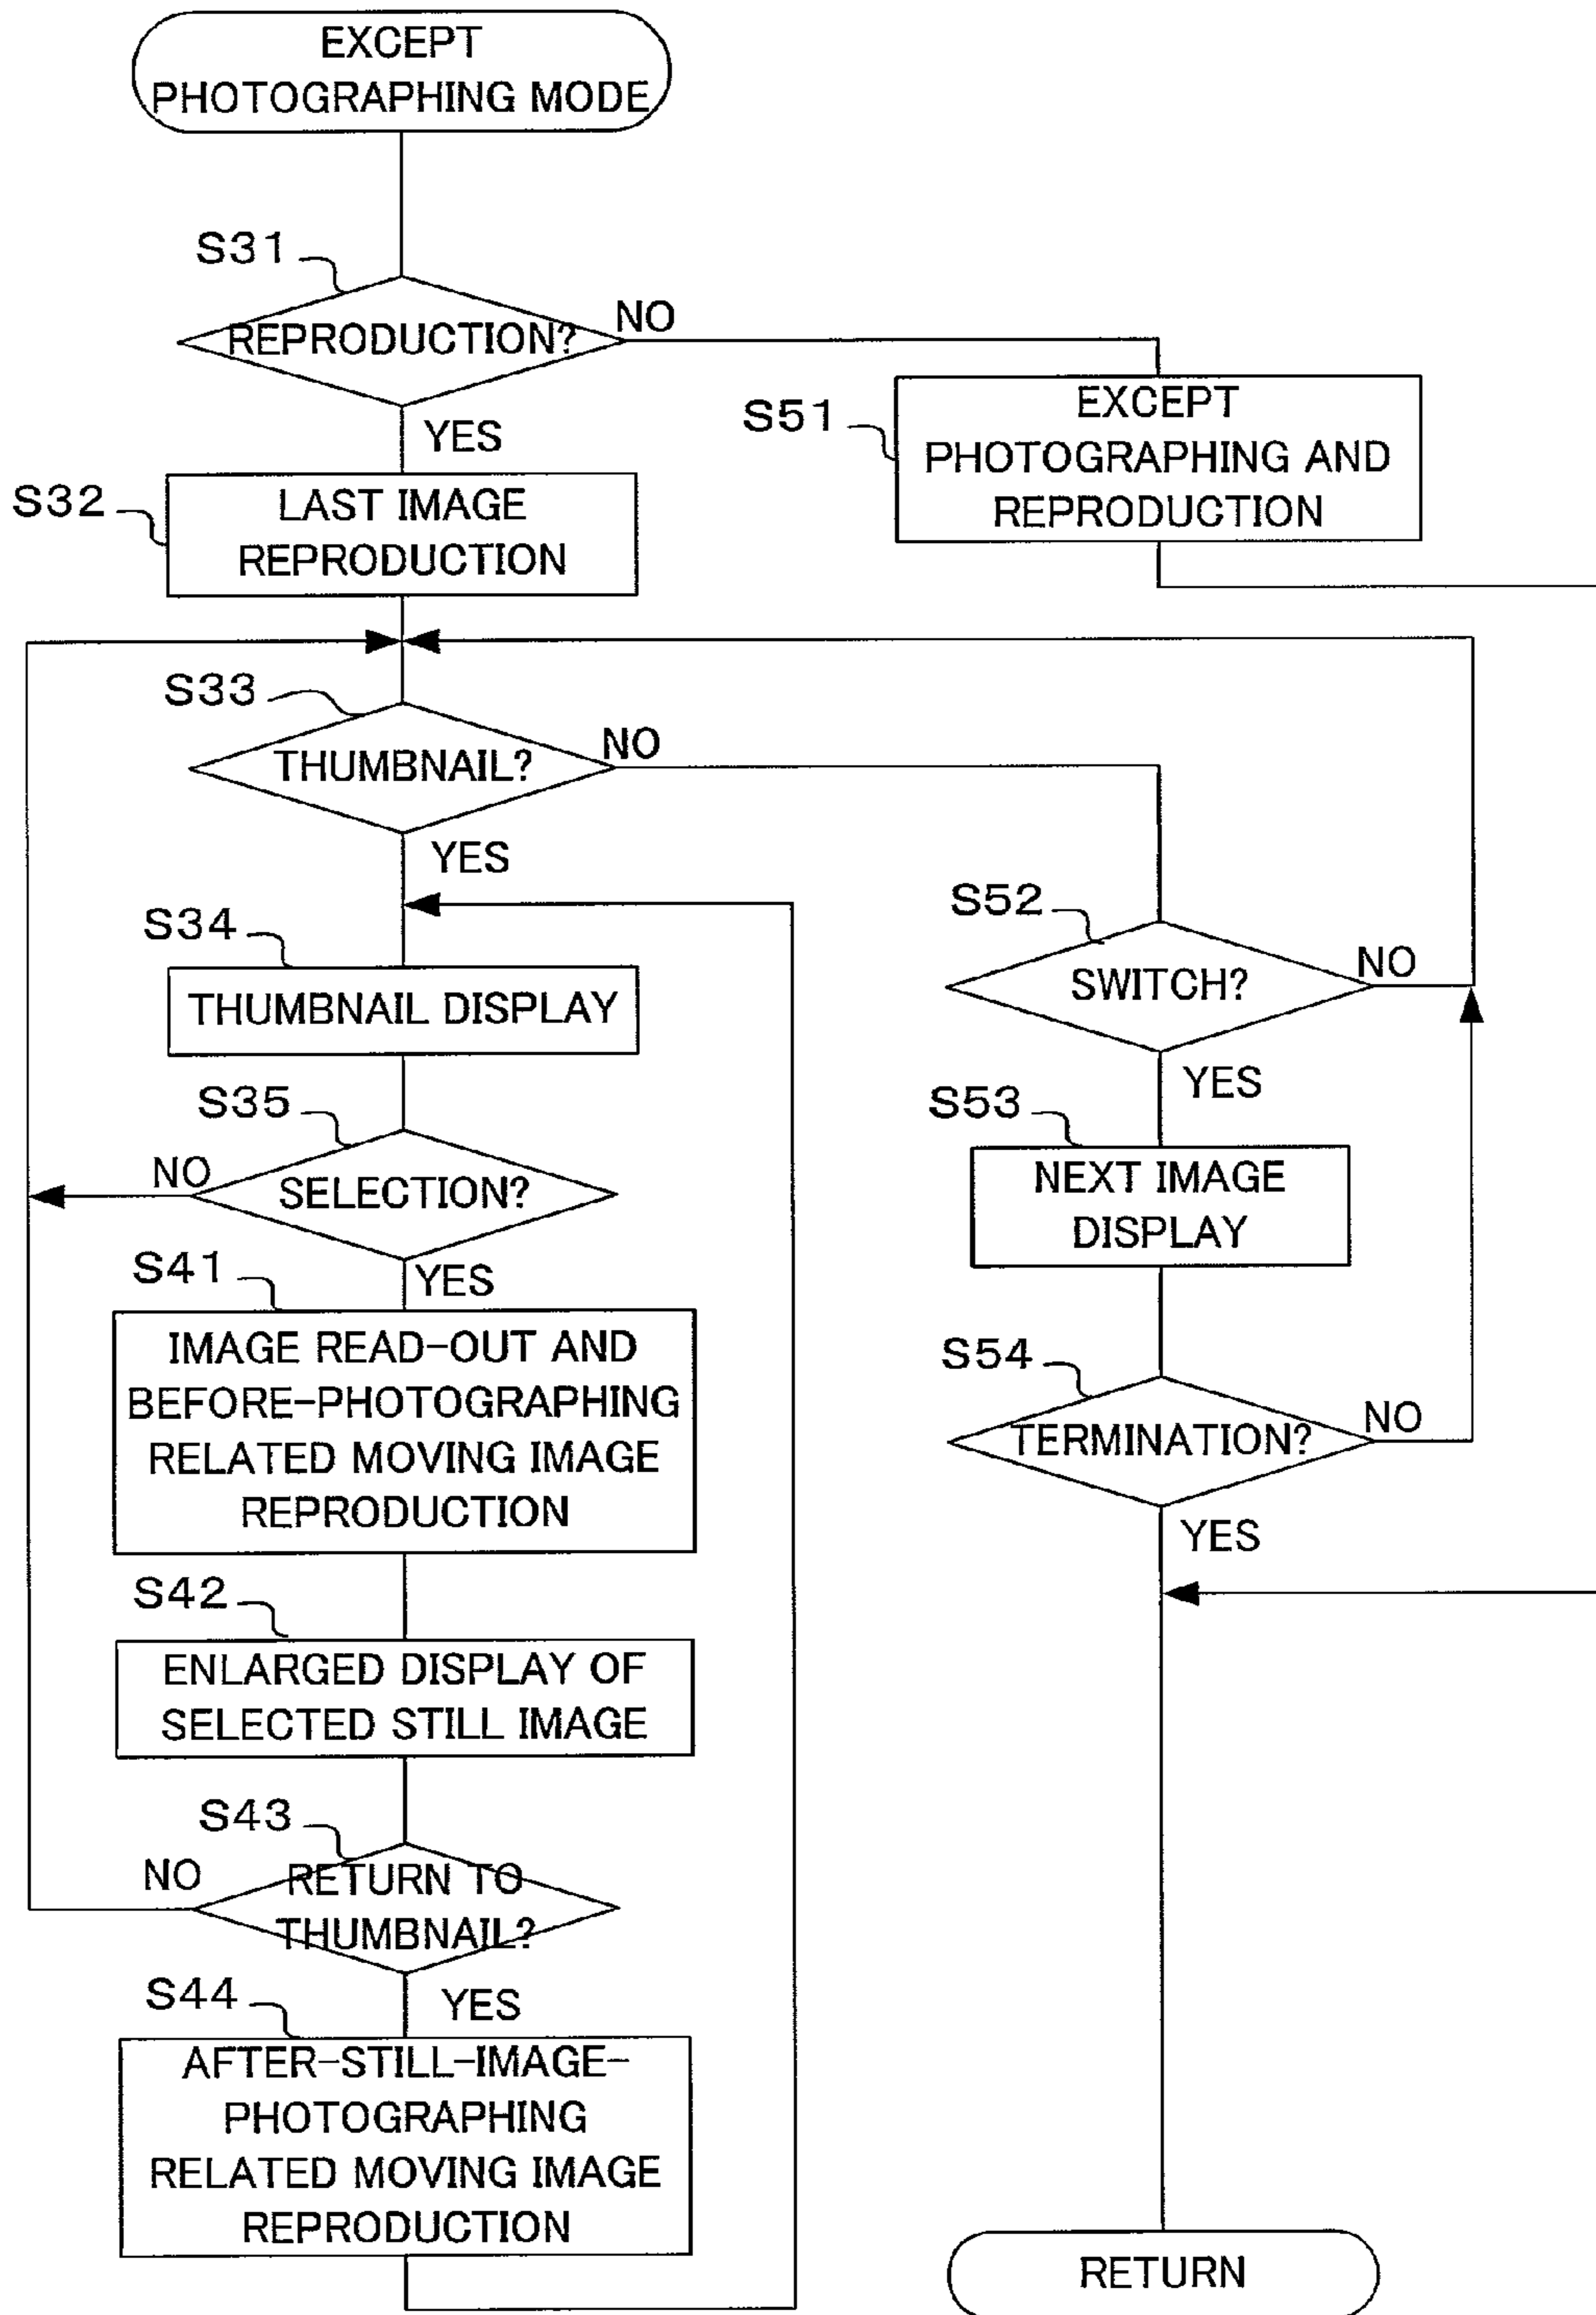 EXCEPT
PHOTOGRAPHING MODE
S31
REPRODUCTION?
NO
YES
S51
EXCEPT
PHOTOGRAPHING AND
REPRODUCTION
S32
LAST IMAGE
REPRODUCTION
S33
THUMBNAIL?
NO
YES
S34
THUMBNAIL DISPLAY
S35
SELECTION?
NO
YES
S41
IMAGE READ-OUT AND
BEFORE-PHOTOGRAPHING
RELATED MOVING IMAGE
REPRODUCTION
S42
ENLARGED DISPLAY OF
SELECTED STILL IMAGE
S43
RETURN TO
THUMBNAIL?
NO
YES
S44
AFTER-STILL-IMAGE-
PHOTOGRAPHING
RELATED MOVING IMAGE
REPRODUCTION
S52
SWITCH?
NO
YES
S53
NEXT IMAGE
DISPLAY
S54
TERMINATION?
NO
YES
RETURN